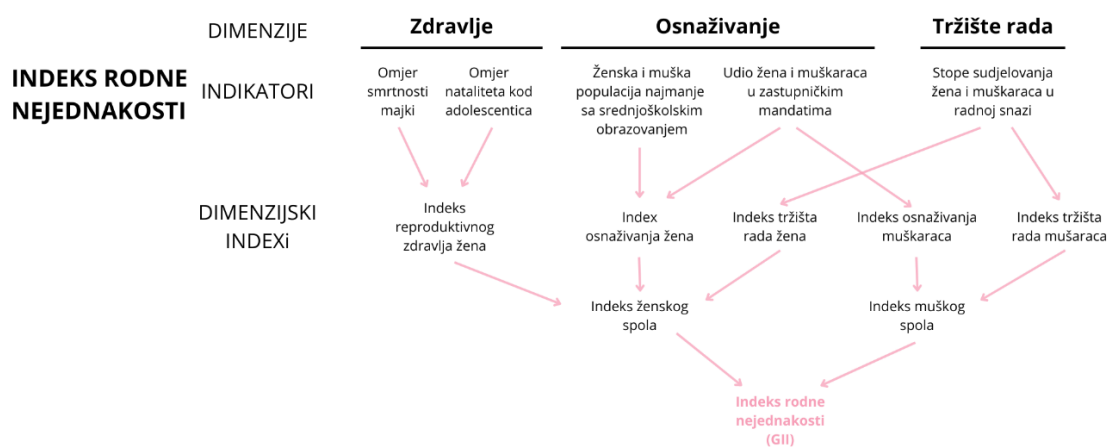 DIMENZIJE
Zdravlje
Osnaživanje
Tržište rada
INDEKS RODNE
NEJEDNAKOSTI
INDIKATORI
Omjer
smrtnosti
majki
Omjer
nataliteta kod
adolescentica
Ženska i muška
populacija najmanje
sa srednjoškolskim
obrazovanjem
Udio žena i muškaraca
u zastupničkim
mandatima
Stope sudjelovanja
žena i muškaraca u
radnoj snazi
DIMENZIJSKI
INDEXi
Indeks
reproduktivnog
zdravlja žena
Index
osnaživanja žena
Indeks tržišta
rada žena
Indeks osnaživanja
muškaraca
Indeks tržišta
rada mušaraca
Indeks ženskog
spola
Indeks muškog
spola
Indeks rodne
nejednakosti
(GII)